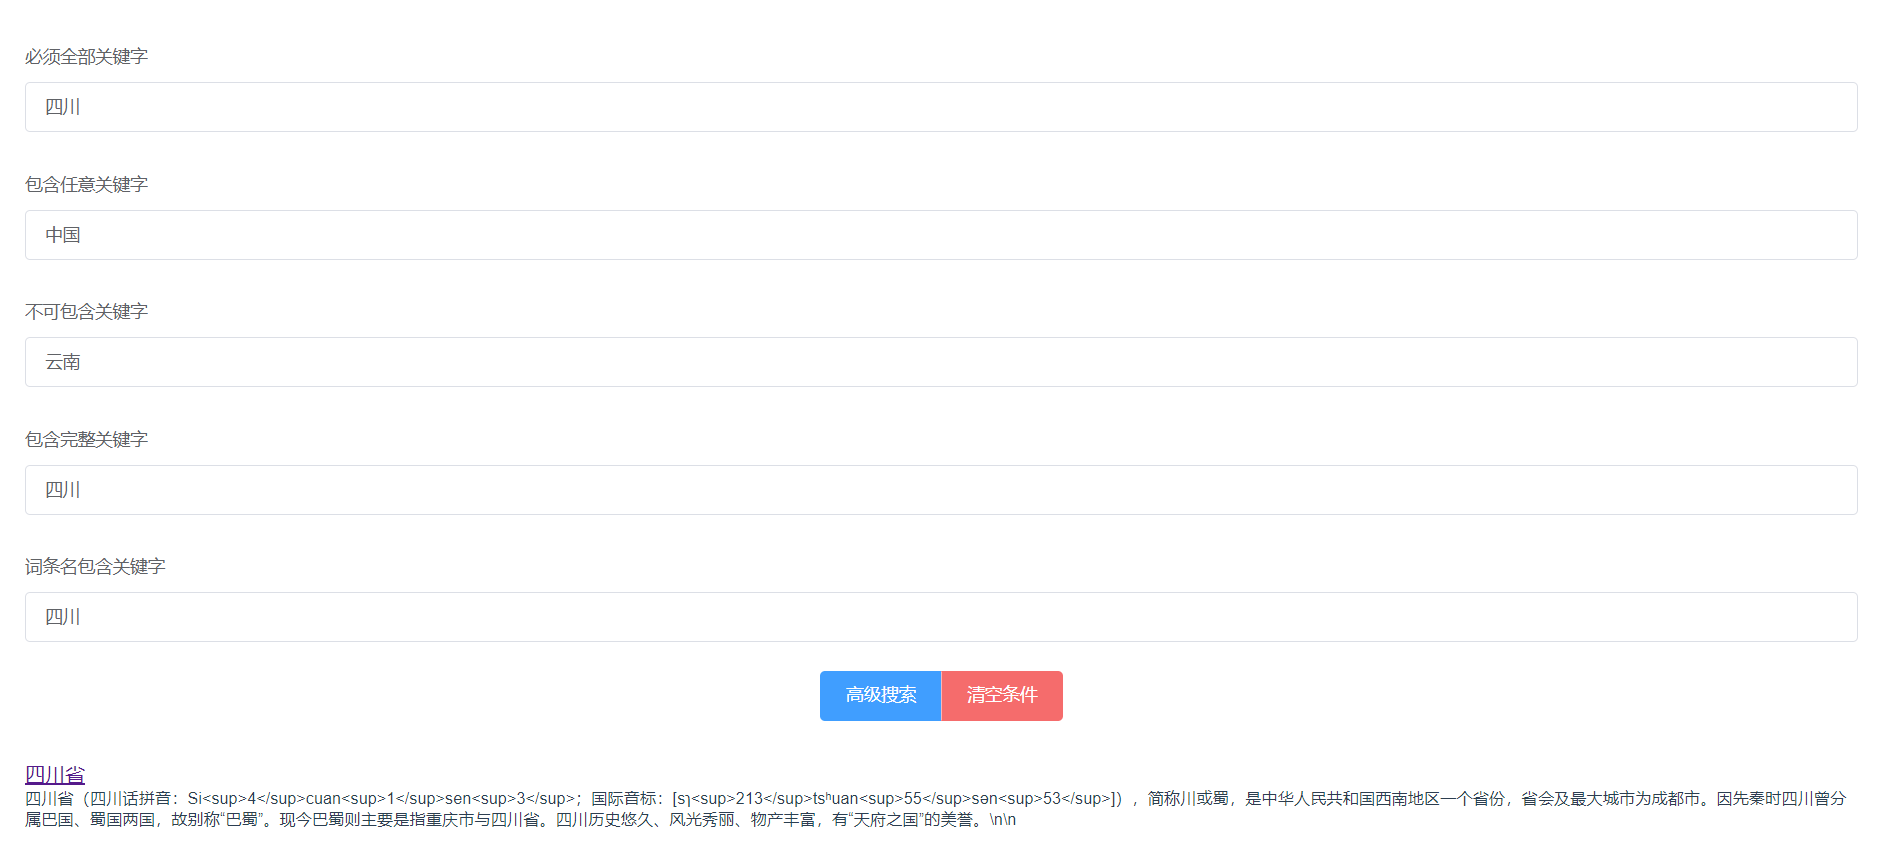 必须全部关键字
四川
包含任意关键字
中国
不可包含关键字
云南
包含完整关键字
四川
词条名包含关键字
四川
高级搜索 清空条件
四川省
四川省（四川话拼音：Si<sup>4</sup>cuan<sup>1</sup>sen<sup>3</sup>；国际音标：[sɿ<sup>213</sup>tsʰuan<sup>55</sup>sən<sup>53</sup>]），简称川或蜀，是中华人民共和国西南地区一个省份，省会及最大城市为成都市。因先秦时四川曾分
属巴国、蜀国两国，故别称“巴蜀”。现今巴蜀则主要是指重庆市与四川省。四川历史悠久、风光秀丽、物产丰富，有“天府之国”的美誉。\n\n